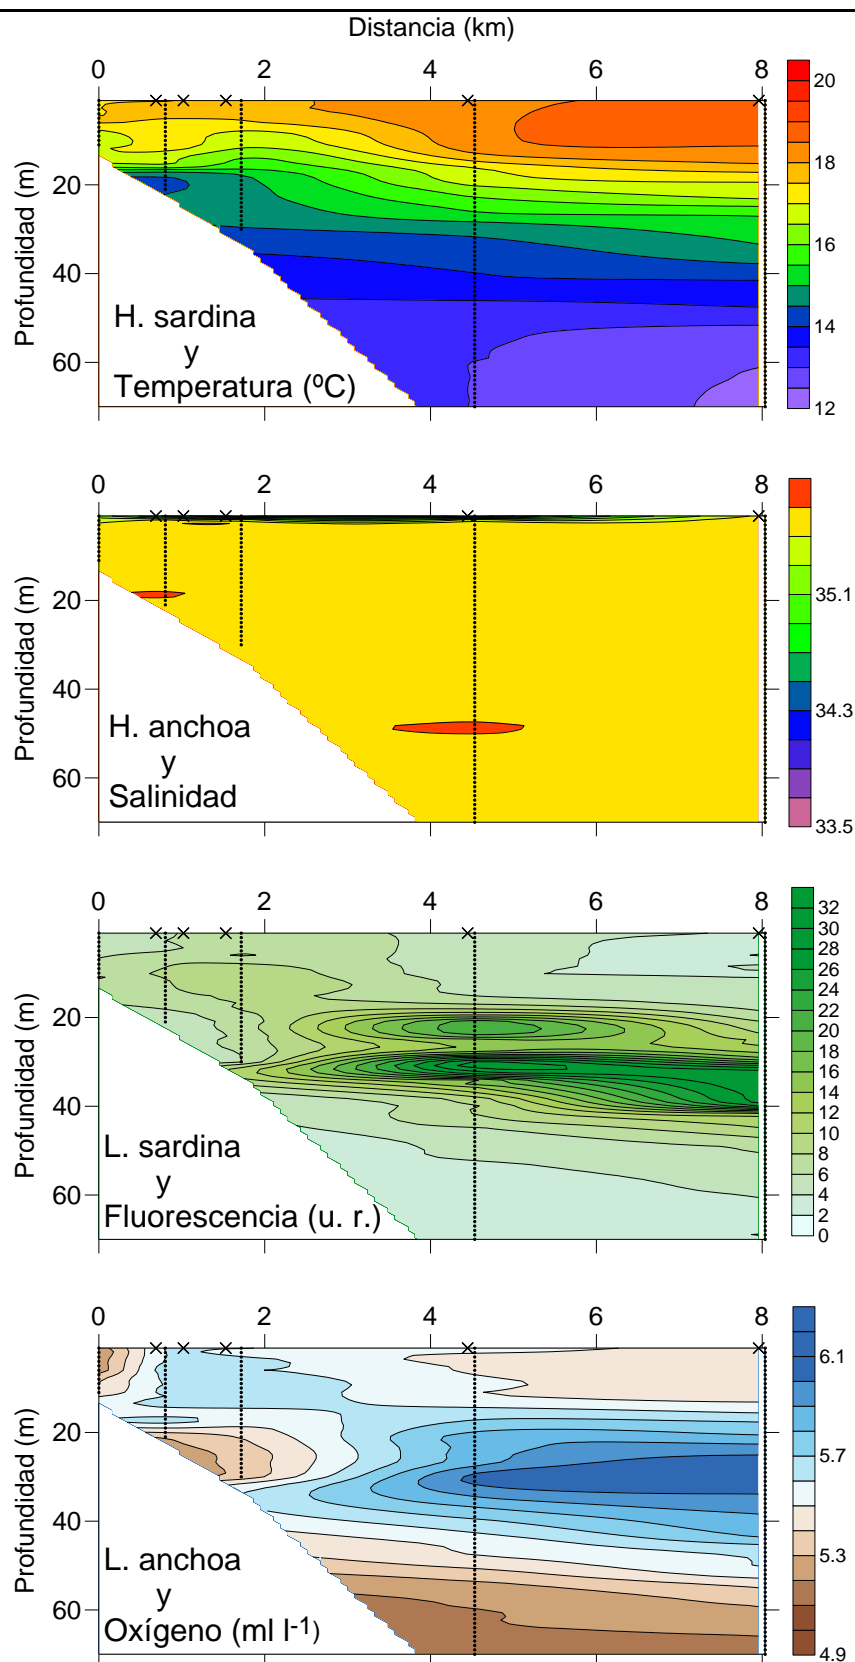 Distancia (km)
0 2 4 6 8
Profundidad (m)
20
40
60
H. sardina
y
Temperatura (ºC)
20
18
16
14
12
0 2 4 6 8
Profundidad (m)
20
40
60
H. anchoa
y
Salinidad
35.1
34.3
33.5
0 2 4 6 8
Profundidad (m)
20
40
60
L. sardina
y
Fluorescencia (u. r.)
32
30
28
26
24
22
20
18
16
14
12
10
8
6
4
2
0
0 2 4 6 8
Profundidad (m)
20
40
60
L. anchoa
y
Oxígeno (ml l-1)
6.1
5.7
5.3
4.9